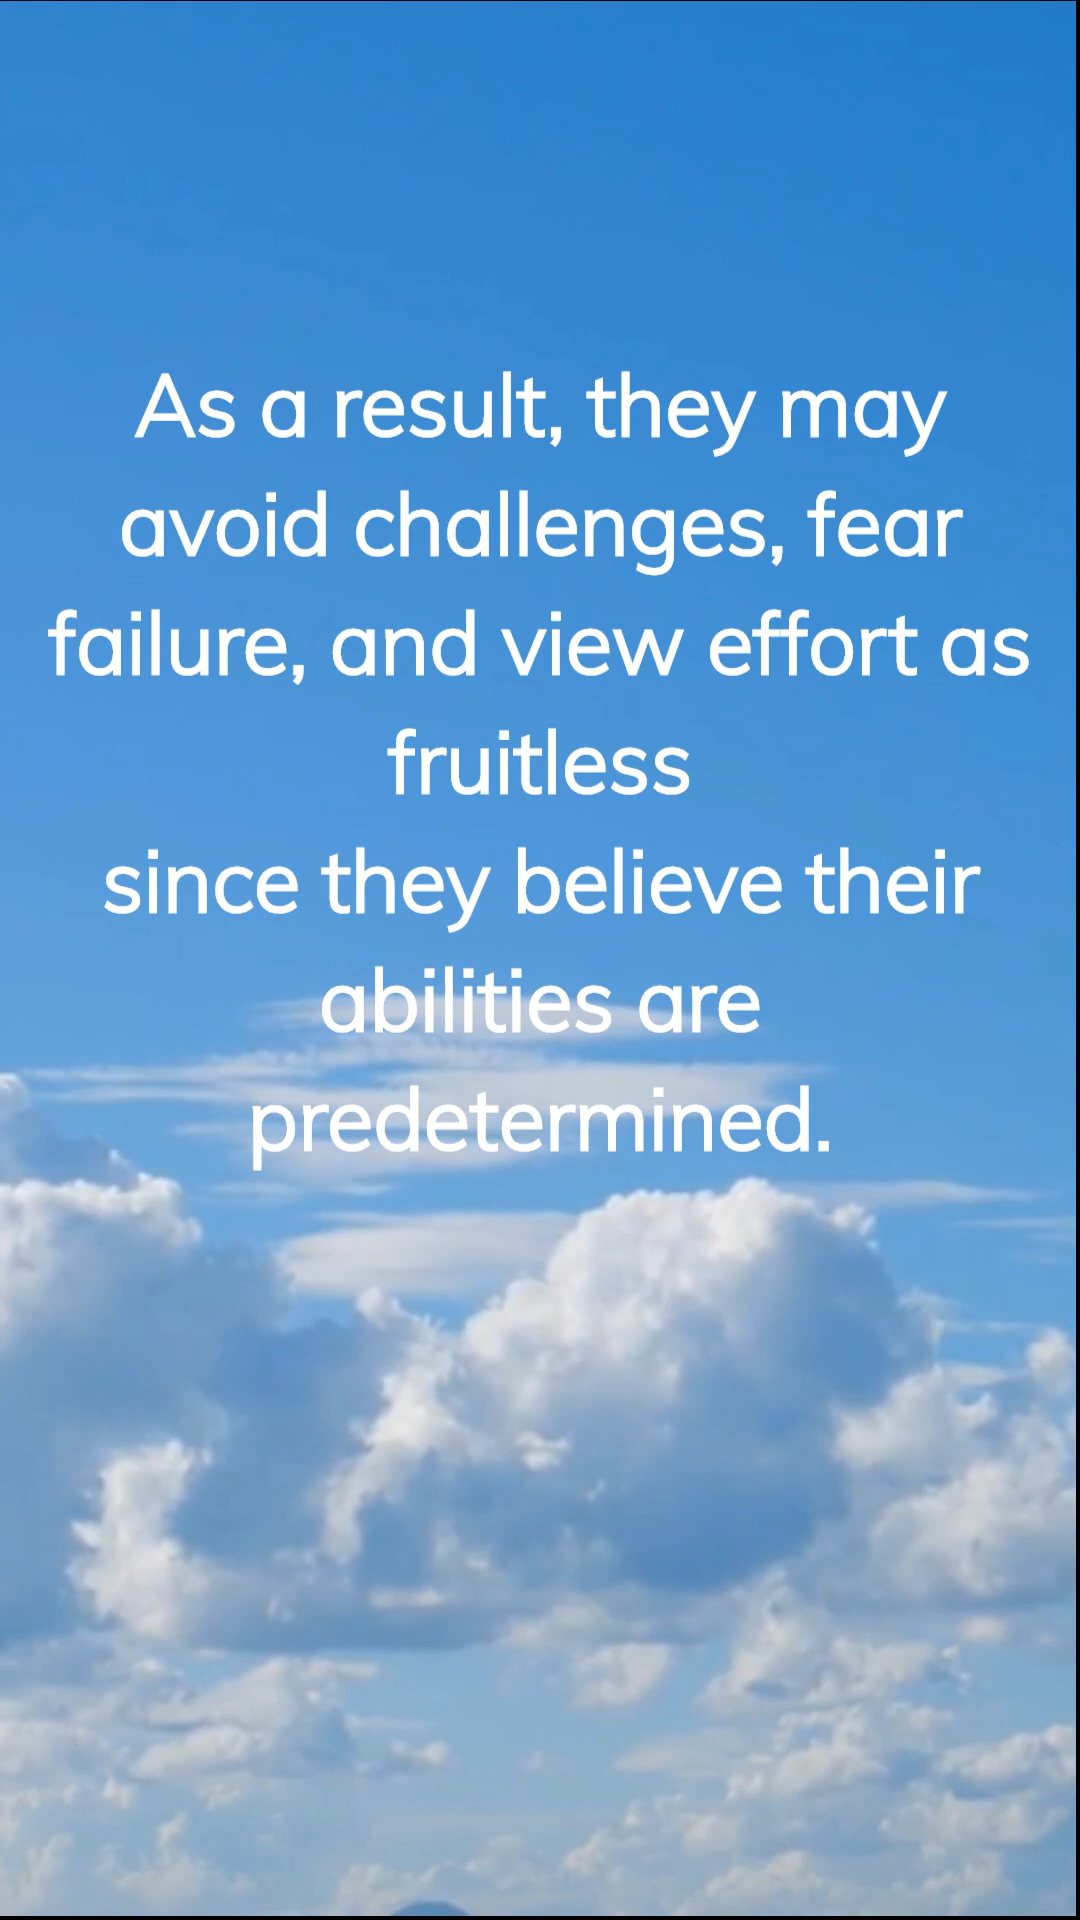 As a result, they may
avoid challenges, fear
failure, and view effort as
fruitless
since they believe their
abilities are
predetermined.